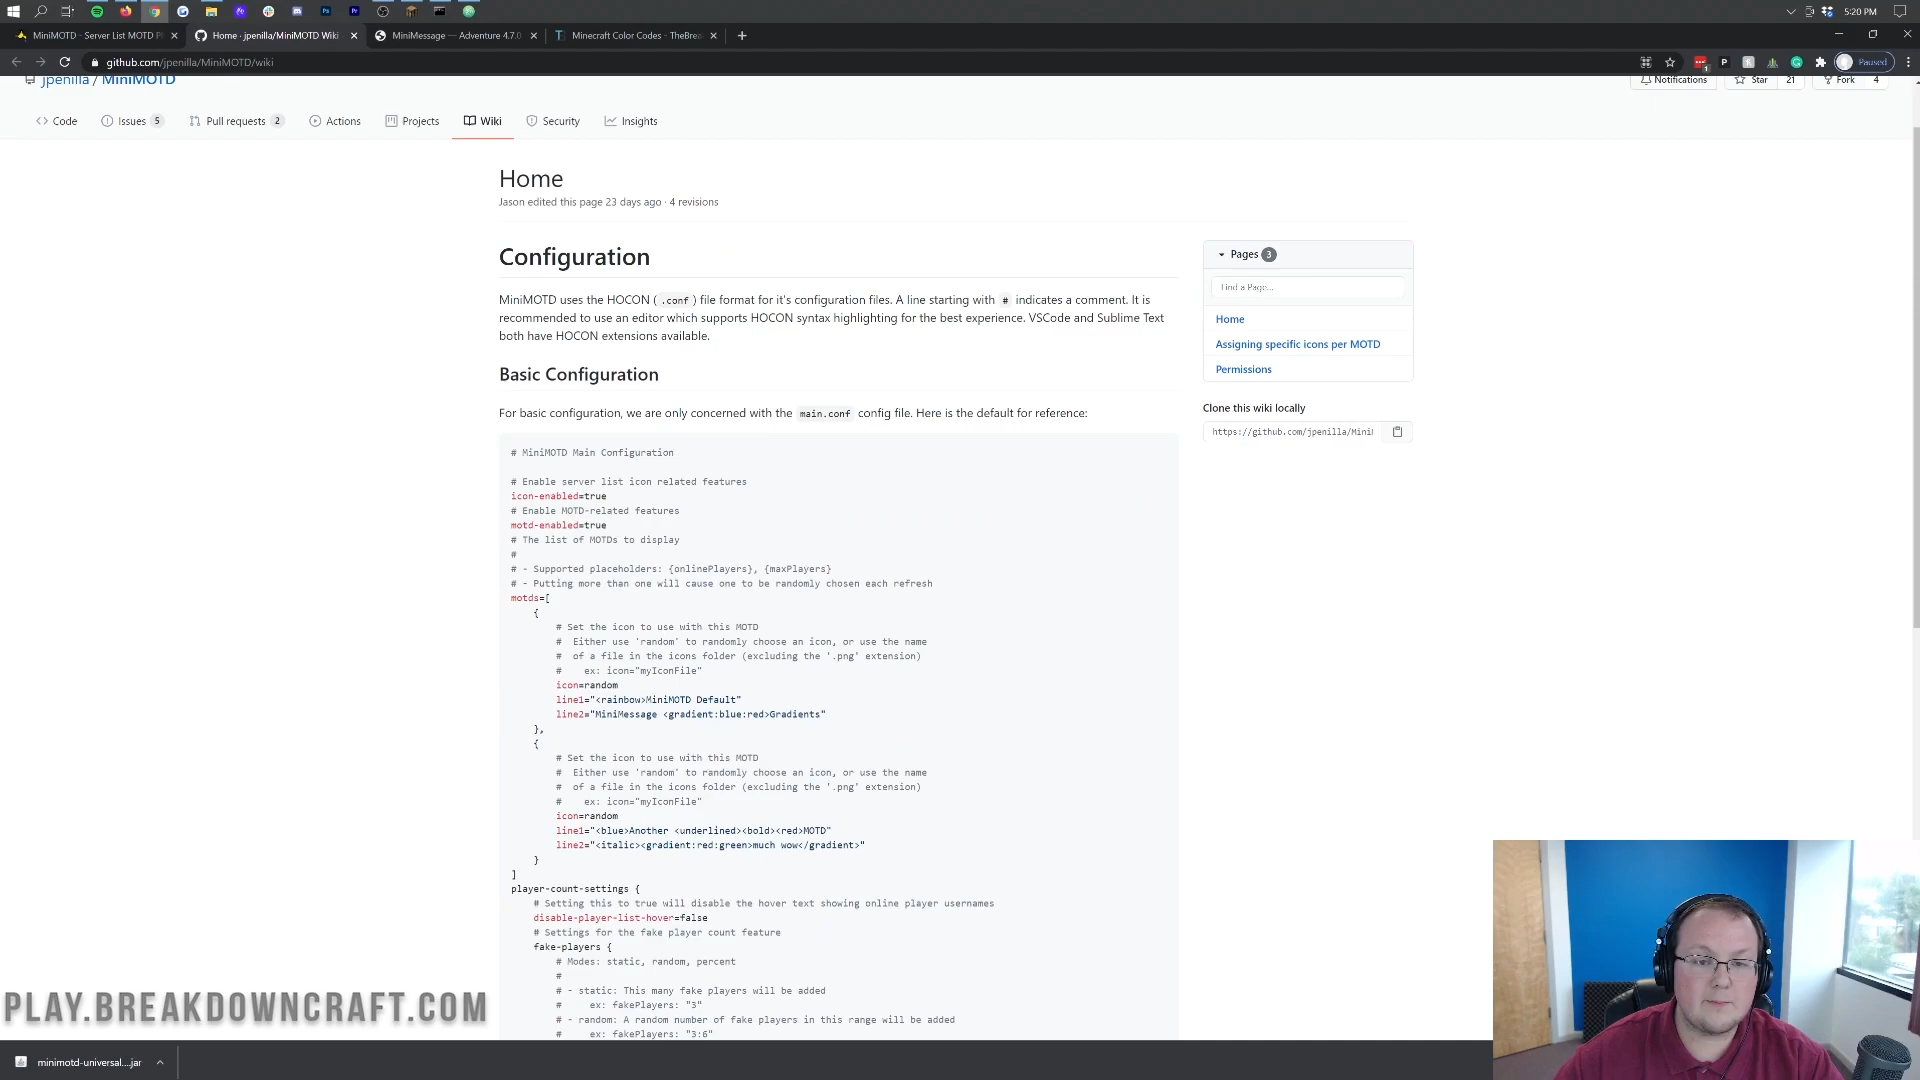 5:20 PM
MiniMOTD - Server List MOTD Pl
Home · jpenilla/MiniMOTD Wiki
MiniMessage — Adventure 4.7.0
Minecraft Color Codes - TheBrea
github.com/jpenilla/MiniMOTD/wiki
Paused
jpenilla / MiniMOTD
Notifications
Star 21
Fork 4
Code
Issues 5
Pull requests 2
Actions
Projects
Wiki
Security
Insights
Home
Jason edited this page 23 days ago · 4 revisions
Configuration
MiniMOTD uses the HOCON ( .conf ) file format for it's configuration files. A line starting with # indicates a comment. It is
recommended to use an editor which supports HOCON syntax highlighting for the best experience. VSCode and Sublime Text
both have HOCON extensions available.
Basic Configuration
For basic configuration, we are only concerned with the main.conf config file. Here is the default for reference:
# MiniMOTD Main Configuration
# Enable server list icon related features
icon-enabled=true
# Enable MOTD-related features
motd-enabled=true
# The list of MOTDs to display
#
# - Supported placeholders: {onlinePlayers}, {maxPlayers}
# - Putting more than one will cause one to be randomly chosen each refresh
motds=[
{
# Set the icon to use with this MOTD
#  Either use 'random' to randomly choose an icon, or use the name
#  of a file in the icons folder (excluding the '.png' extension)
#    ex: icon="myIconFile"
icon=random
line1="<rainbow>MiniMOTD Default"
line2="MiniMessage <gradient:blue:red>Gradients"
},
{
# Set the icon to use with this MOTD
#  Either use 'random' to randomly choose an icon, or use the name
#  of a file in the icons folder (excluding the '.png' extension)
#    ex: icon="myIconFile"
icon=random
line1="<blue>Another <underlined><bold><red>MOTD"
line2="<italic><gradient:red:green>much wow</gradient>"
}
]
player-count-settings {
# Setting this to true will disable the hover text showing online player usernames
disable-player-list-hover=false
# Settings for the fake player count feature
fake-players {
# Modes: static, random, percent
#
# - static: This many fake players will be added
#     ex: fakePlayers: "3"
# - random: A random number of fake players in this range will be added
#     ex: fakePlayers: "3:6"
Pages 3
Find a Page...
Home
Assigning specific icons per MOTD
Permissions
Clone this wiki locally
https://github.com/jpenilla/Mini
PLAY.BREAKDOWNCRAFT.COM
minimotd-universal....jar